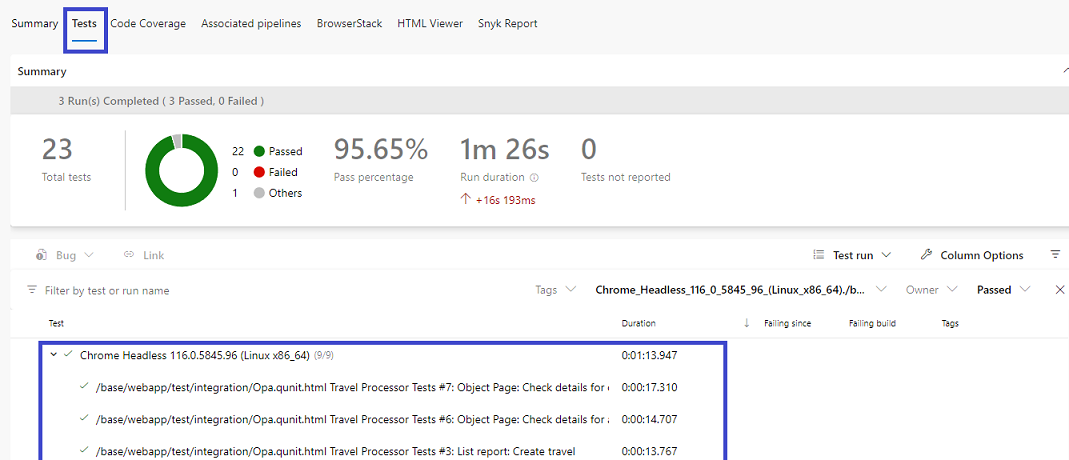 Summary Tests Code Coverage Associated pipelines BrowserStack HTML Viewer Snyk Report
Summary
3 Run(s) Completed ( 3 Passed, 0 Failed )
23
Total tests
22 Passed
0 Failed
1 Others
95.65%
Pass percentage
1m 26s
Run duration
+16s 193ms
0
Tests not reported
Bug Link Test run Column Options
Filter by test or run name Tags Chrome_Headless_116_0_5845_96_(Linux_x86_64)./b... Owner Passed
Test Duration Failing since Failing build Tags
Chrome Headless 116.0.5845.96 (Linux x86_64) (9/9) 0:01:13.947
/base/webapp/test/integration/Opa.qunit.html Travel Processor Tests #7: Object Page: Check details for 0:00:17.310
/base/webapp/test/integration/Opa.qunit.html Travel Processor Tests #6: Object Page: Check details for 0:00:14.707
/base/webapp/test/integration/Opa.qunit.html Travel Processor Tests #3: List report: Create travel 0:00:13.767